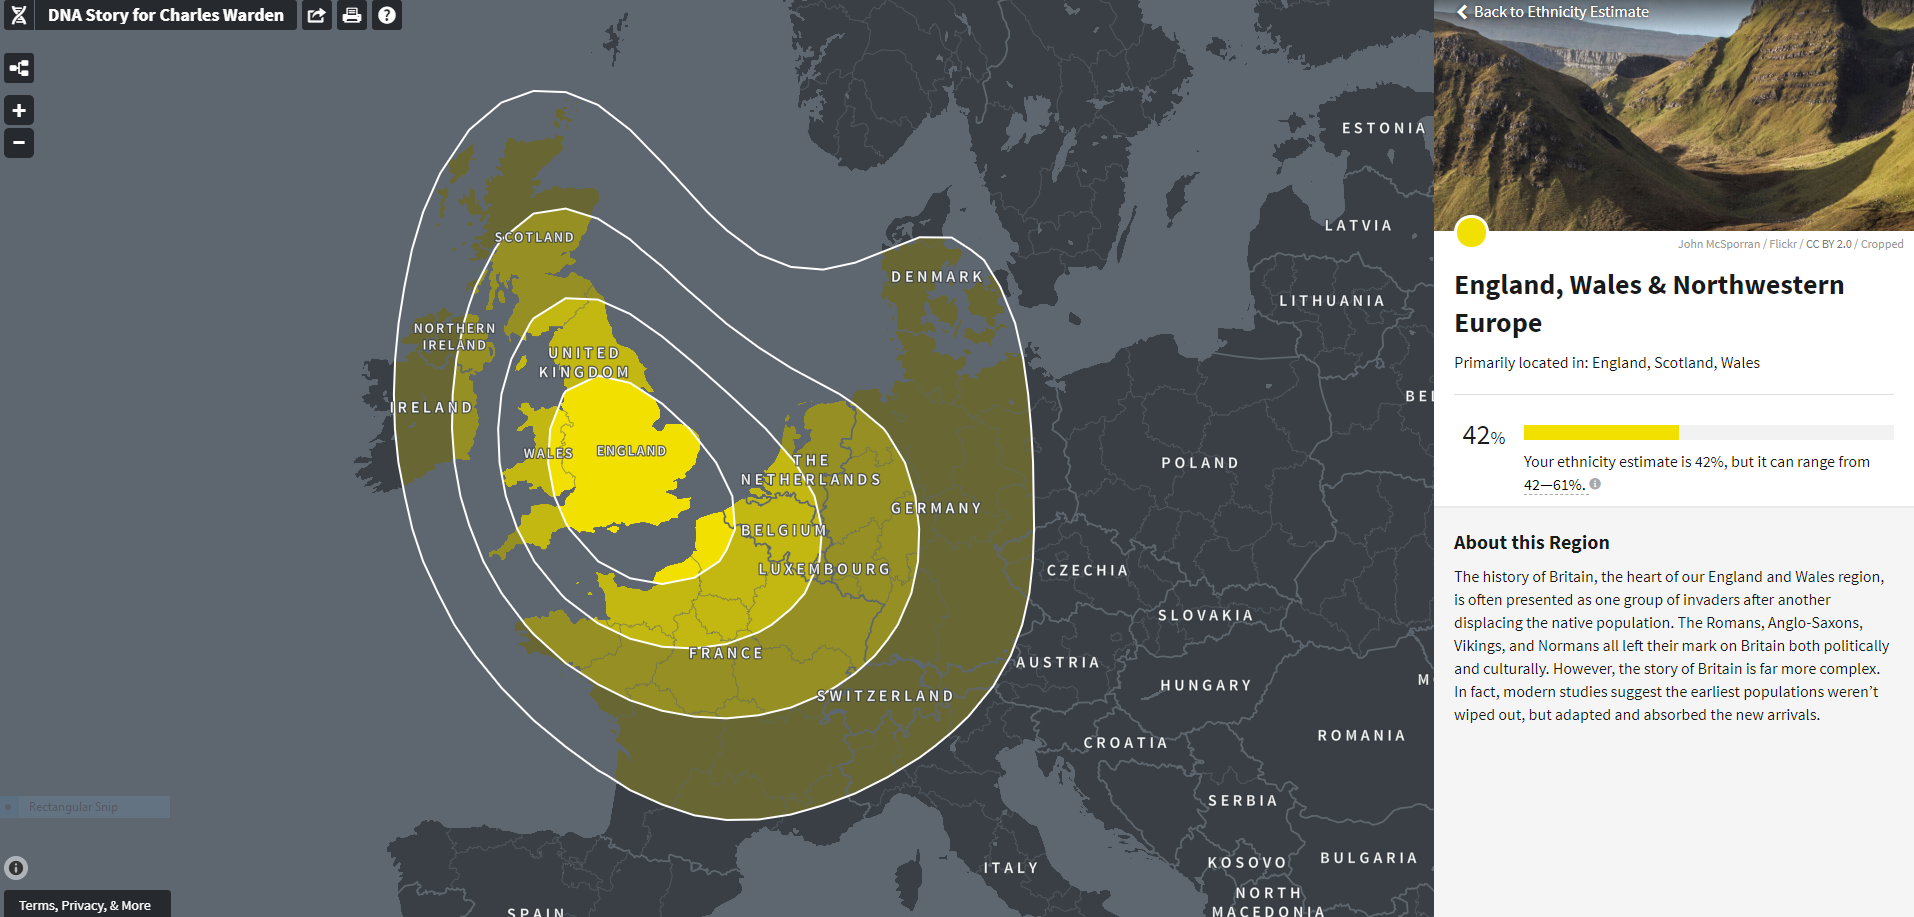 DNA Story for Charles Warden
Back to Ethnicity Estimate
ESTONIA
LATVIA
SCOTLAND
John McSporran / Flickr / CC BY 2.0 / Cropped
DENMARK
England, Wales & Northwestern
Europe
LITHUANIA
NORTHERN
IRELAND
UNITED
KINGDOM
Primarily located in: England, Scotland, Wales
BEL
IRELAND
42%
WALES
ENGLAND
THE
NETHERLANDS
POLAND
Your ethnicity estimate is 42%, but it can range from
42—61%.
GERMANY
BELGIUM
About this Region
LUXEMBOURG
CZECHIA
The history of Britain, the heart of our England and Wales region,
is often presented as one group of invaders after another
displacing the native population. The Romans, Anglo-Saxons,
Vikings, and Normans all left their mark on Britain both politically
and culturally. However, the story of Britain is far more complex.
In fact, modern studies suggest the earliest populations weren't
wiped out, but adapted and absorbed the new arrivals.
SLOVAKIA
FRANCE
AUSTRIA
HUNGARY
M
SWITZERLAND
ROMANIA
CROATIA
SERBIA
Rectangular Snip
KOSOVO
BULGARIA
ITALY
NORTH
MACEDONIA
Terms, Privacy, & More
SPAIN